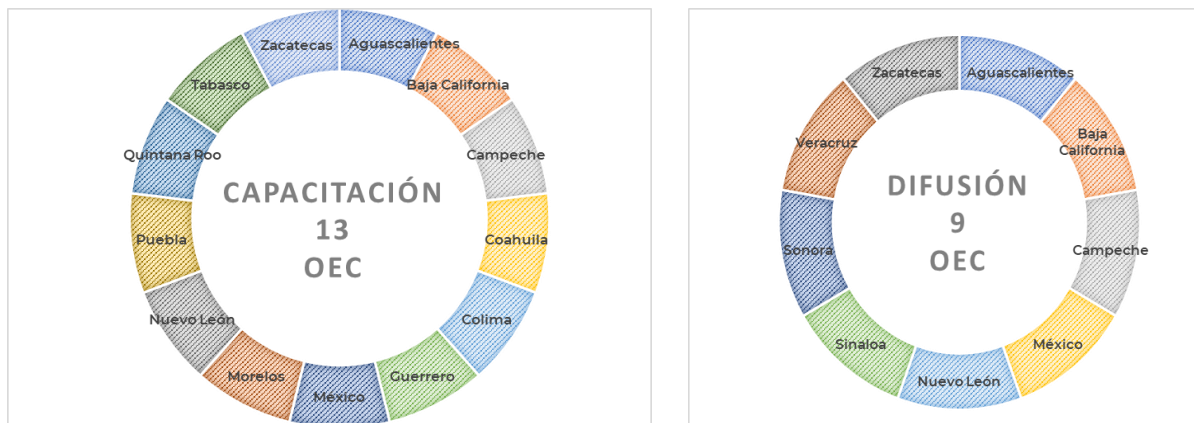 Zacatecas
Aguascalientes
Baja California
Campeche
Coahuila
Colima
Guerrero
México
Morelos
Nuevo León
Puebla
Quintana Roo
Tabasco
CAPACITACIÓN
13
OEC
Zacatecas
Aguascalientes
Baja
California
Campeche
México
Nuevo León
Sinaloa
Sonora
Veracruz
DIFUSIÓN
9
OEC